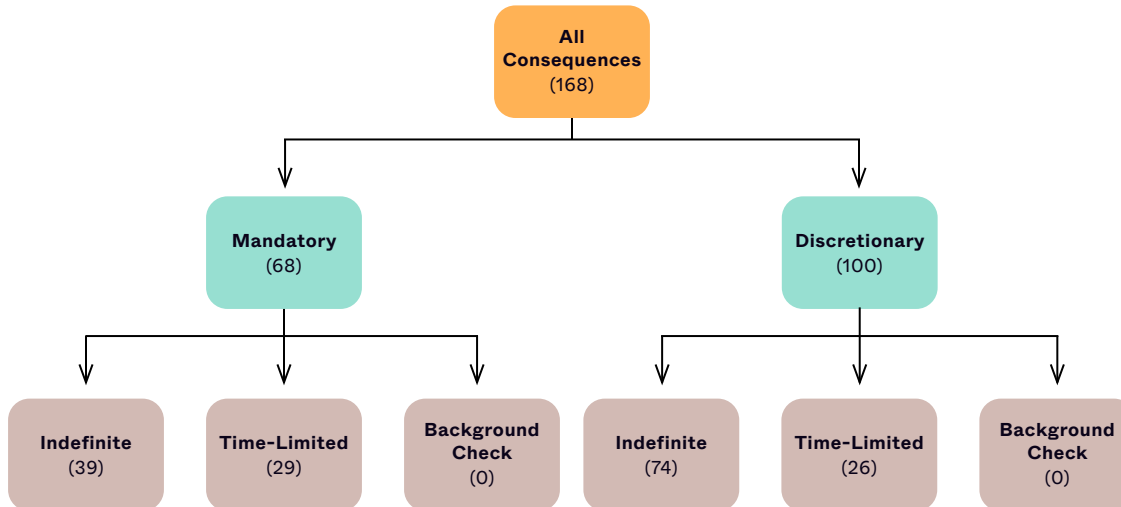 All
Consequences
(168)
Mandatory
(68)
Discretionary
(100)
Indefinite
(39)
Time-Limited
(29)
Background
Check
(0)
Indefinite
(74)
Time-Limited
(26)
Background
Check
(0)